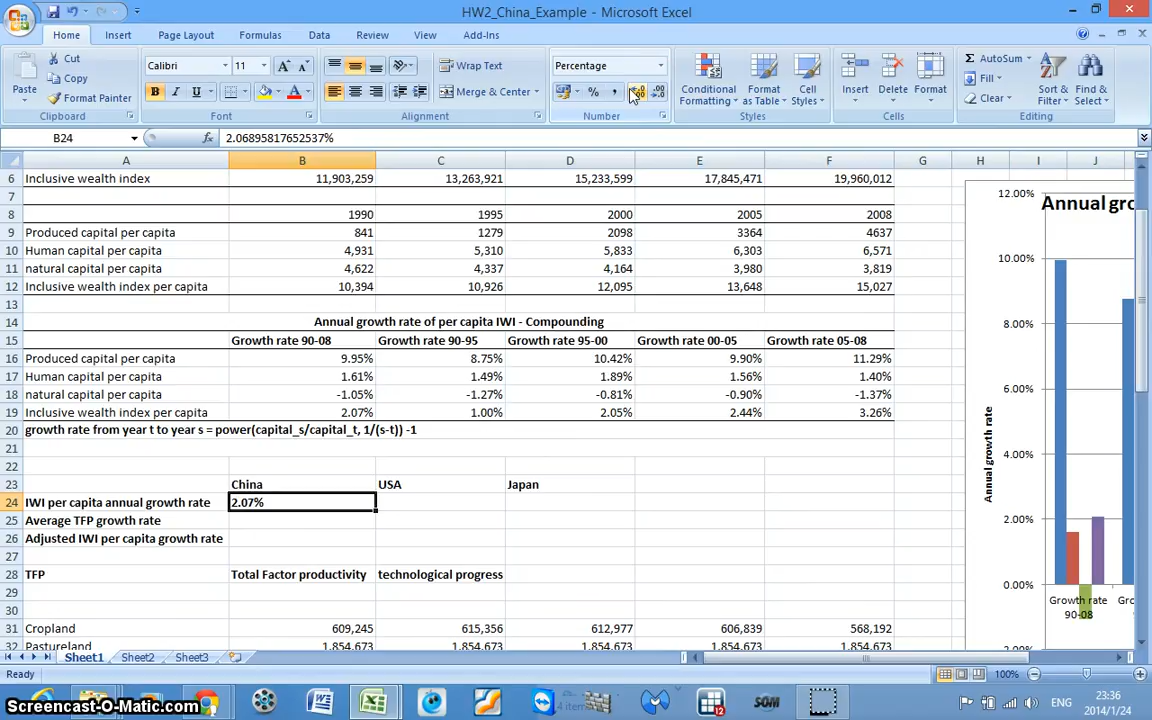 HW2_China_Example - Microsoft Excel
Home Insert Page Layout Formulas Data Review View Add-Ins
Cut
Copy
Format Painter
Paste
Clipboard
Calibri 11
B I U
Font
Wrap Text
Merge & Center
Alignment
Percentage
% ,
Number
Conditional Formatting
Format as Table
Cell Styles
Styles
Insert Delete Format
Cells
AutoSum
Fill
Clear
Sort & Filter
Find & Select
Editing
B24 fx 2.06895817652537%
A B C D E F G H I J
6 Inclusive wealth index 11,903,259 13,263,921 15,233,599 17,845,471 19,960,012
7
8 1990 1995 2000 2005 2008
9 Produced capital per capita 841 1279 2098 3364 4637
10 Human capital per capita 4,931 5,310 5,833 6,303 6,571
11 natural capital per capita 4,622 4,337 4,164 3,980 3,819
12 Inclusive wealth index per capita 10,394 10,926 12,095 13,648 15,027
13
14 Annual growth rate of per capita IWI - Compounding
15 Growth rate 90-08 Growth rate 90-95 Growth rate 95-00 Growth rate 00-05 Growth rate 05-08
16 Produced capital per capita 9.95% 8.75% 10.42% 9.90% 11.29%
17 Human capital per capita 1.61% 1.49% 1.89% 1.56% 1.40%
18 natural capital per capita -1.05% -1.27% -0.81% -0.90% -1.37%
19 Inclusive wealth index per capita 2.07% 1.00% 2.05% 2.44% 3.26%
20 growth rate from year t to year s = power(capital_s/capital_t, 1/(s-t)) -1
21
22
23 China USA Japan
24 IWI per capita annual growth rate 2.07%
25 Average TFP growth rate
26 Adjusted IWI per capita growth rate
27
28 TFP Total Factor productivity technological progress
29
30
31 Cropland 609,245 615,356 612,977 606,839 568,192
32 Pastureland 1,854,673 1,854,673 1,854,673 1,854,673 1,854,673
Annual gro
12.00%
10.00%
8.00%
6.00%
4.00%
2.00%
0.00%
Annual growth rate
Growth rate
90-08
Gro
Sheet1 Sheet2 Sheet3
Ready 100%
Screencast-O-Matic.com
4 items
12
SOM
ENG
23:36
2014/1/24